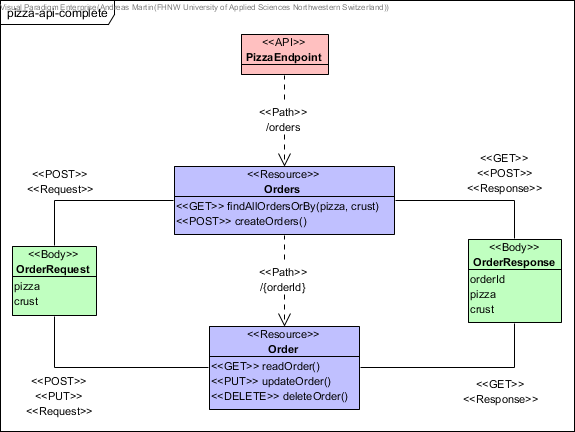 Visual Paradigm Enterprise(Andreas Martin(FHNW University of Applied Sciences Northwestern Switzerland))
pizza-api-complete
<<API>>
PizzaEndpoint
<<Path>>
/orders
<<POST>>
<<Request>>
<<GET>>
<<POST>>
<<Response>>
<<Resource>>
Orders
<<GET>> findAllOrdersOrBy(pizza, crust)
<<POST>> createOrders()
<<Body>>
OrderRequest
pizza
crust
<<Path>>
/{orderId}
<<Body>>
OrderResponse
orderId
pizza
crust
<<Resource>>
Order
<<GET>> readOrder()
<<PUT>> updateOrder()
<<DELETE>> deleteOrder()
<<POST>>
<<PUT>>
<<Request>>
<<GET>>
<<Response>>